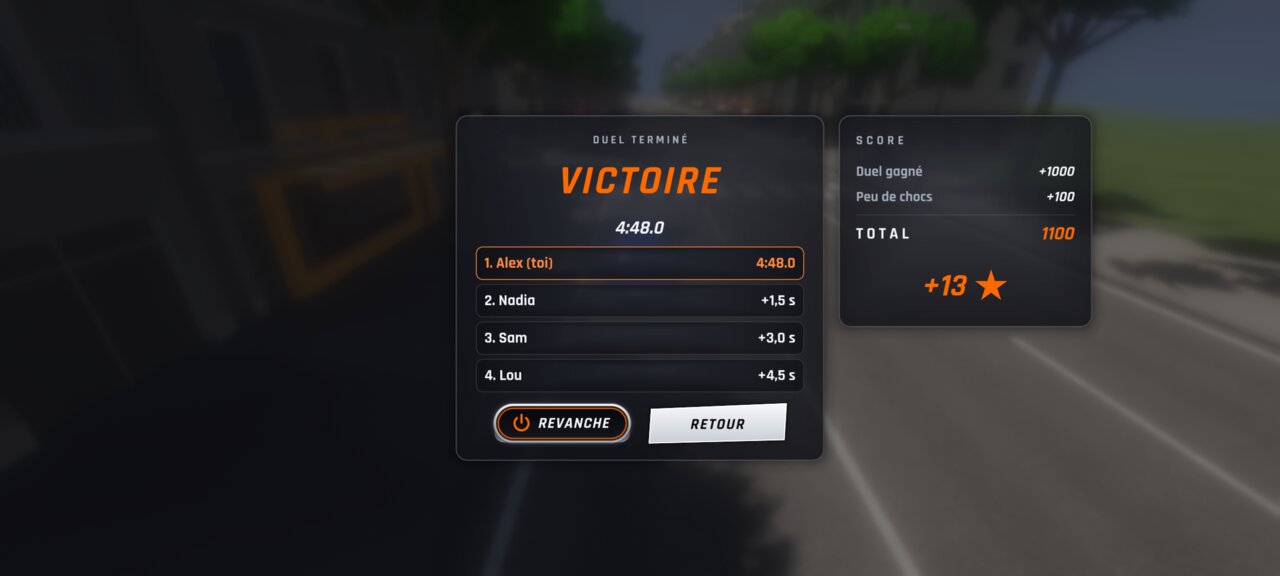 DUEL TERMINÉ
VICTOIRE
4:48.0
1. Alex (toi) 4:48.0
2. Nadia +1,5 s
3. Sam +3,0 s
4. Lou +4,5 s
REVANCHE
RETOUR
SCORE
Duel gagné +1000
Peu de chocs +100
TOTAL 1100
+13 ★